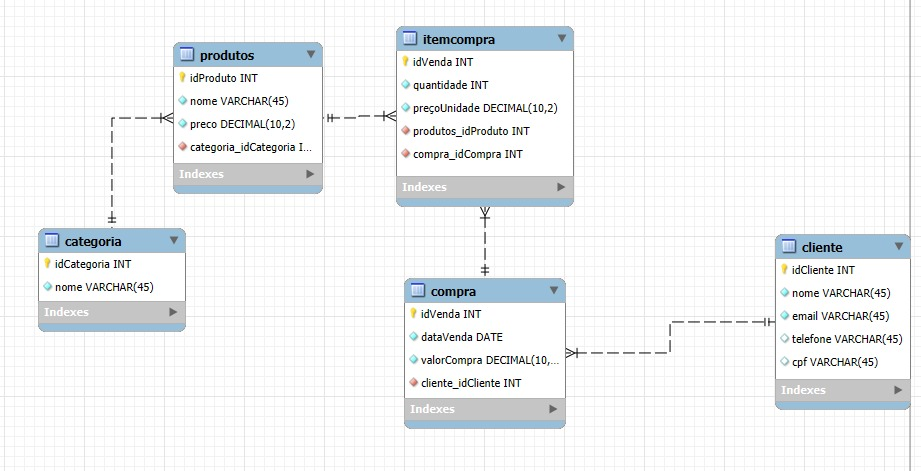 produtos
idProduto INT
nome VARCHAR(45)
preco DECIMAL(10,2)
categoria_idCategoria I...
Indexes
itemcompra
idVenda INT
quantidade INT
preçoUnidade DECIMAL(10,2)
produtos_idProduto INT
compra_idCompra INT
Indexes
categoria
idCategoria INT
nome VARCHAR(45)
Indexes
compra
idVenda INT
dataVenda DATE
valorCompra DECIMAL(10,...
cliente_idCliente INT
Indexes
cliente
idCliente INT
nome VARCHAR(45)
email VARCHAR(45)
telefone VARCHAR(45)
cpf VARCHAR(45)
Indexes